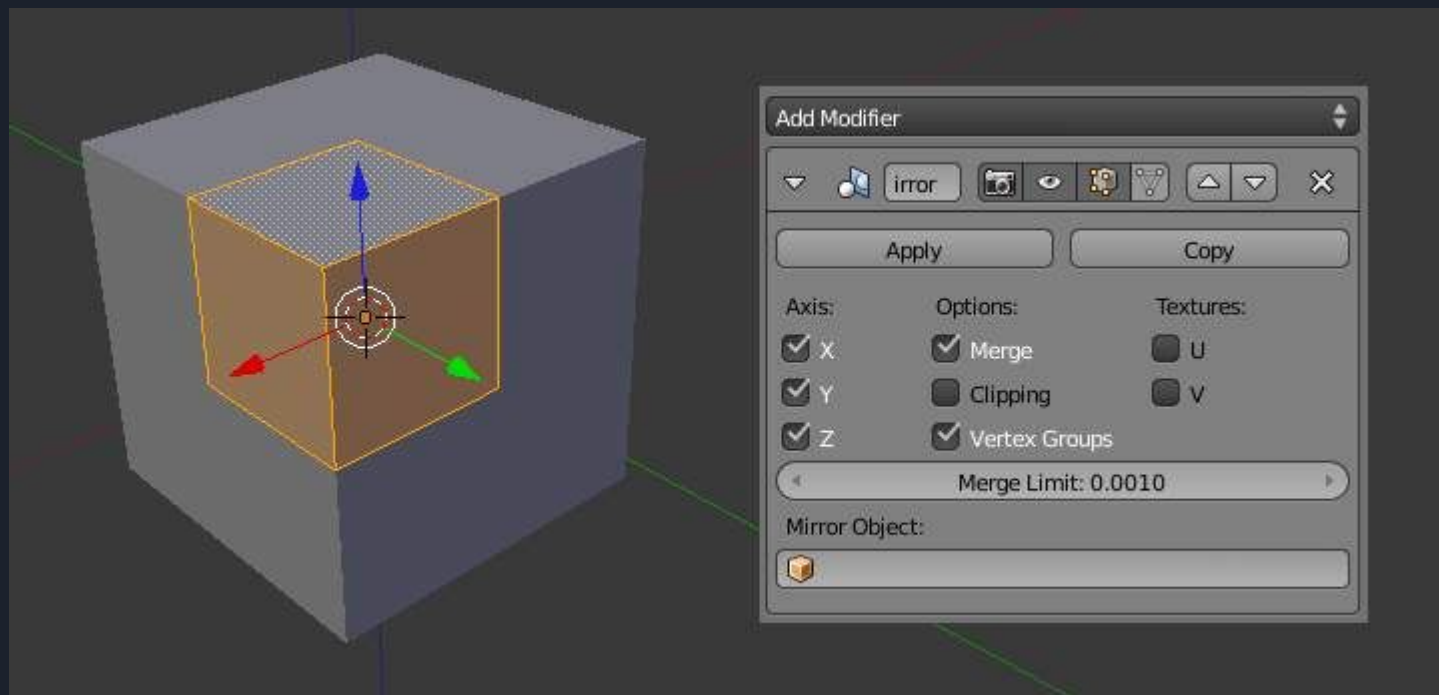 Add Modifier
irror
Apply Copy
Axis: Options: Textures:
X Merge U
Y Clipping V
Z Vertex Groups
Merge Limit: 0.0010
Mirror Object: